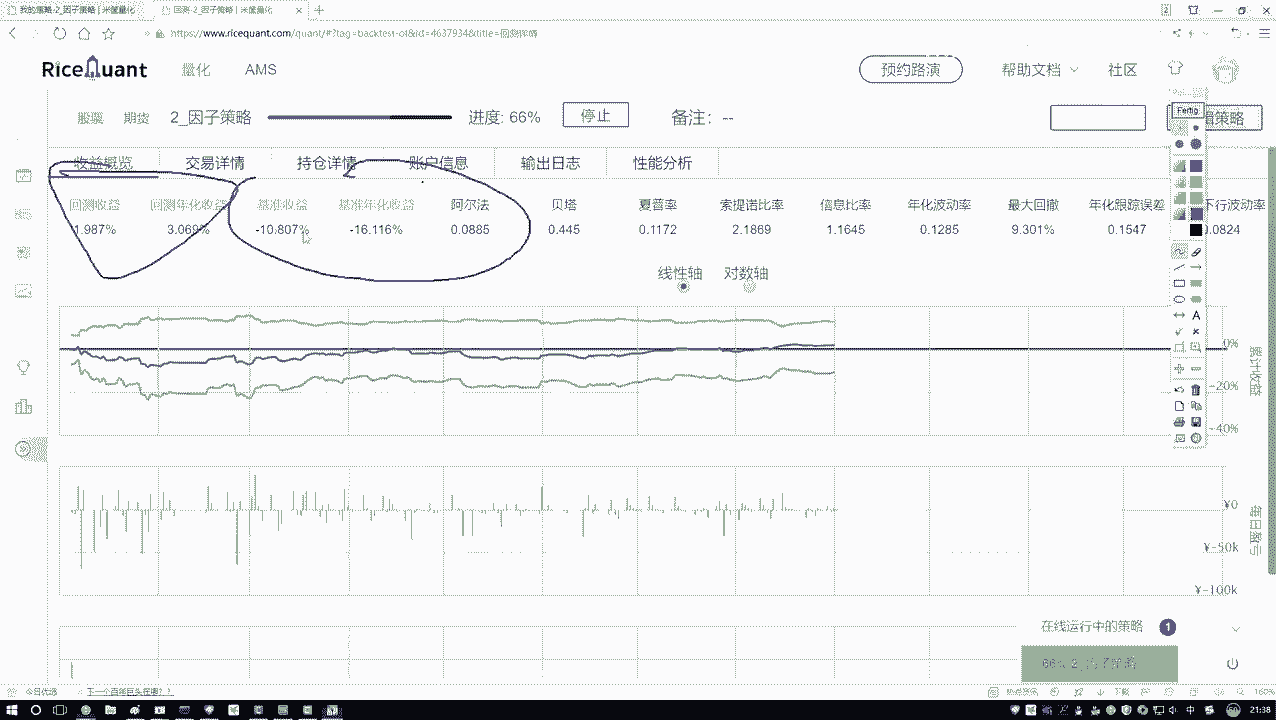 我的策略-2_因子策略 | 米筐量化
回测-2_因子策略 | 米筐量化
https://www.ricequant.com/quant/#?tag=backtest-ot&id=4637934&title=回测详情
RiceQuant 量化 AMS 预约路演 帮助文档 社区
股票 期货 2_因子策略 进度: 66% 停止 备注: -- 策略
Fertig
收益概览 交易详情 持仓详情 账户信息 输出日志 性能分析
回测收益 回测年化收益 基准收益 基准年化收益 阿尔法 贝塔 夏普率 索提诺比率 信息比率 年化波动率 最大回撤 年化跟踪误差 下行波动率
1.987% 3.069% -10.807% -16.116% 0.0885 0.445 0.1172 2.1869 1.1645 0.1285 9.301% 0.1547 0.0824
线性轴 对数轴
A
0%
-20%
-40%
累计收益
¥0
¥-50k
¥-100k
每日盈亏
在线运行中的策略 1
66% 2_因子策略
今日优选 下一个百年巨头在哪？
下载 160%
中 21:38